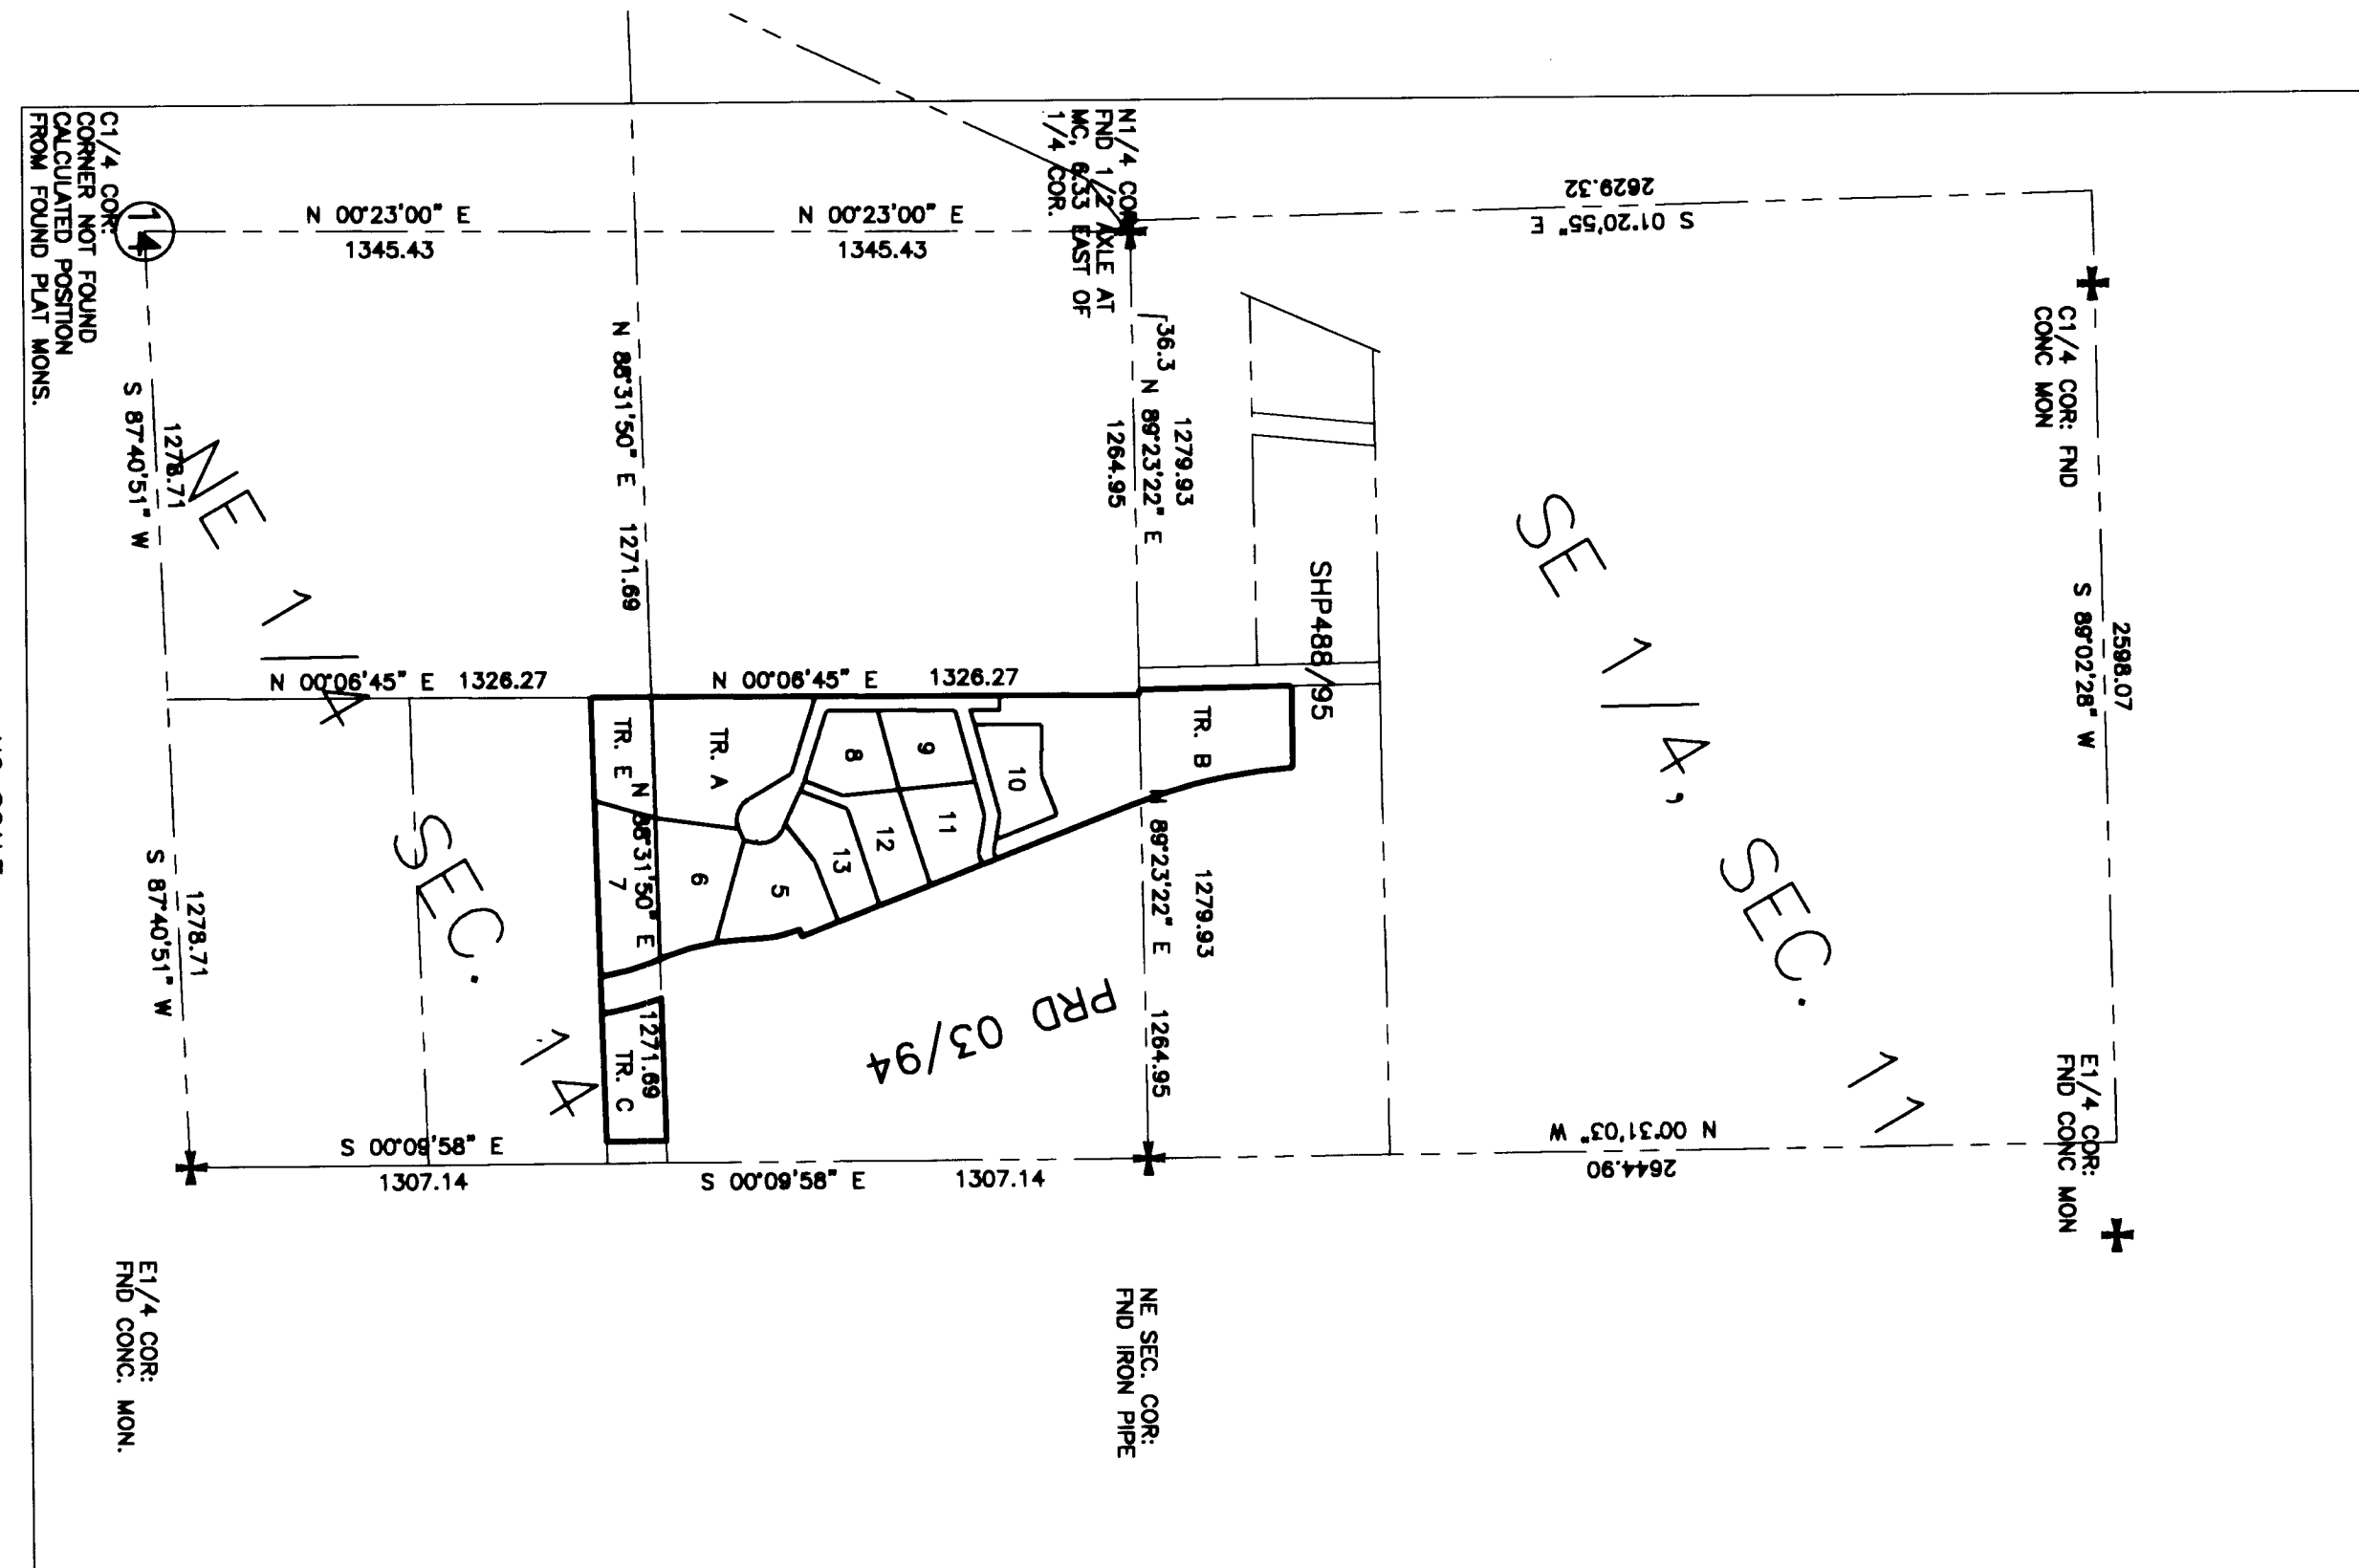 C1/4 COR:
CORNER NOT FOUND
CALCULATED POSITION
FROM FOUND PLAT MONS.
14
N 00°23'00" E
1345.43
N 00°23'00" E
1345.43
N1/4 COR:
FND 1/2 AXLE AT
MC, 6.33 EAST OF
1/4 COR.
2629.32
S 01°20'55" E
C1/4 COR: FND
CONC MON
36.3
1279.93
N 89°23'22" E
1264.95
N 88°31'50" E 1271.69
1278.71
S 87°40'51" W
2598.07
S 89°02'28" W
SHP488/95
SE 1/4, SEC. 11
NE 1/4 SEC. 14
N 00°06'45" E 1326.27
N 00°06'45" E 1326.27
TR. E
TR. A
8
9
10
TR. B
N 88°31'50" E
7
6
5
13
12
11
1279.93
N 89°23'22" E
1264.95
PRD 03/94
1271.69
TR. C
1278.71
S 87°40'51" W
S 00°09'58" E
1307.14
S 00°09'58" E
1307.14
N 00°31'03" W
2644.90
E1/4 COR:
FND CONC MON
E1/4 COR:
FND CONC. MON.
NE SEC. COR:
FND IRON PIPE